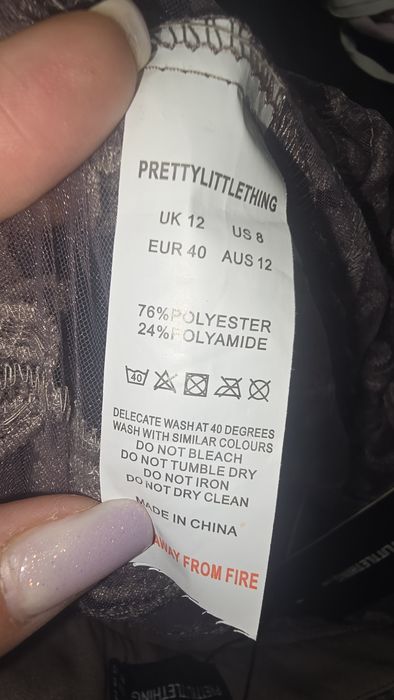 PRETTYLITTLETHING
UK 12 US 8
EUR 40 AUS 12
76%POLYESTER
24%POLYAMIDE
40
DELECATE WASH AT 40 DEGREES
WASH WITH SIMILAR COLOURS
DO NOT BLEACH
DO NOT TUMBLE DRY
DO NOT IRON
DO NOT DRY CLEAN
MADE IN CHINA
AWAY FROM FIRE
PRETTYLITTLETHING